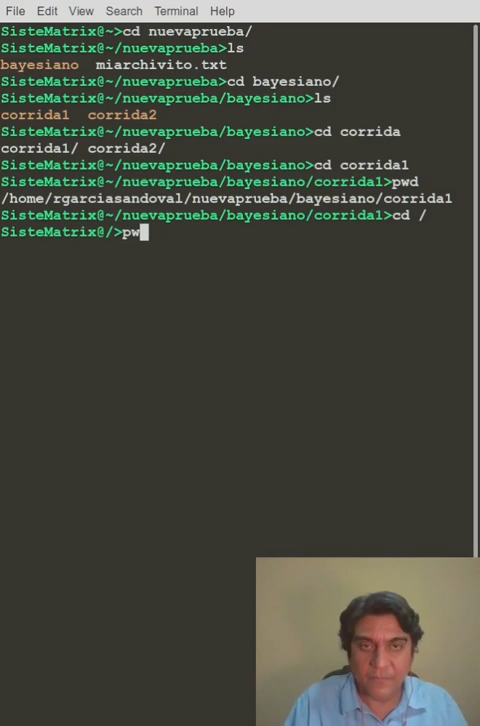 File Edit View Search Terminal Help
SisteMatrix@~>cd nuevaprueba/
SisteMatrix@~/nuevaprueba>ls
bayesiano  miarchivito.txt
SisteMatrix@~/nuevaprueba>cd bayesiano/
SisteMatrix@~/nuevaprueba/bayesiano>ls
corrida1  corrida2
SisteMatrix@~/nuevaprueba/bayesiano>cd corrida
corrida1/ corrida2/
SisteMatrix@~/nuevaprueba/bayesiano>cd corrida1
SisteMatrix@~/nuevaprueba/bayesiano/corrida1>pwd
/home/rgarciasandoval/nuevaprueba/bayesiano/corrida1
SisteMatrix@~/nuevaprueba/bayesiano/corrida1>cd /
SisteMatrix@/>pw